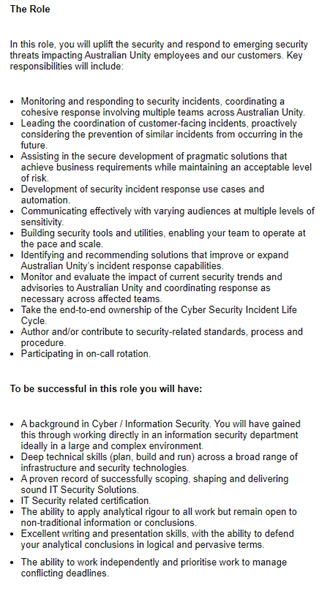 The Role
In this role, you will uplift the security and respond to emerging security
threats impacting Australian Unity employees and our customers. Key
responsibilities will include:
• Monitoring and responding to security incidents, coordinating a
cohesive response involving multiple teams across Australian Unity.
• Leading the coordination of customer-facing incidents, proactively
considering the prevention of similar incidents from occurring in the
future.
• Assisting in the secure development of pragmatic solutions that
achieve business requirements while maintaining an acceptable level
of risk.
• Development of security incident response use cases and
automation.
• Communicating effectively with varying audiences at multiple levels of
sensitivity.
• Building security tools and utilities, enabling your team to operate at
the pace and scale.
• Identifying and recommending solutions that improve or expand
Australian Unity's incident response capabilities.
• Monitor and evaluate the impact of current security trends and
advisories to Australian Unity and coordinating response as
necessary across affected teams.
• Take the end-to-end ownership of the Cyber Security Incident Life
Cycle.
• Author and/or contribute to security-related standards, process and
procedure.
• Participating in on-call rotation.
To be successful in this role you will have:
• A background in Cyber / Information Security. You will have gained
this through working directly in an information security department
ideally in a large and complex environment.
• Deep technical skills (plan, build and run) across a broad range of
infrastructure and security technologies.
• A proven record of successfully scoping, shaping and delivering
sound IT Security Solutions.
• IT Security related certification.
• The ability to apply analytical rigour to all work but remain open to
non-traditional information or conclusions.
• Excellent writing and presentation skills, with the ability to defend
your analytical conclusions in logical and pervasive terms.
• The ability to work independently and prioritise work to manage
conflicting deadlines.